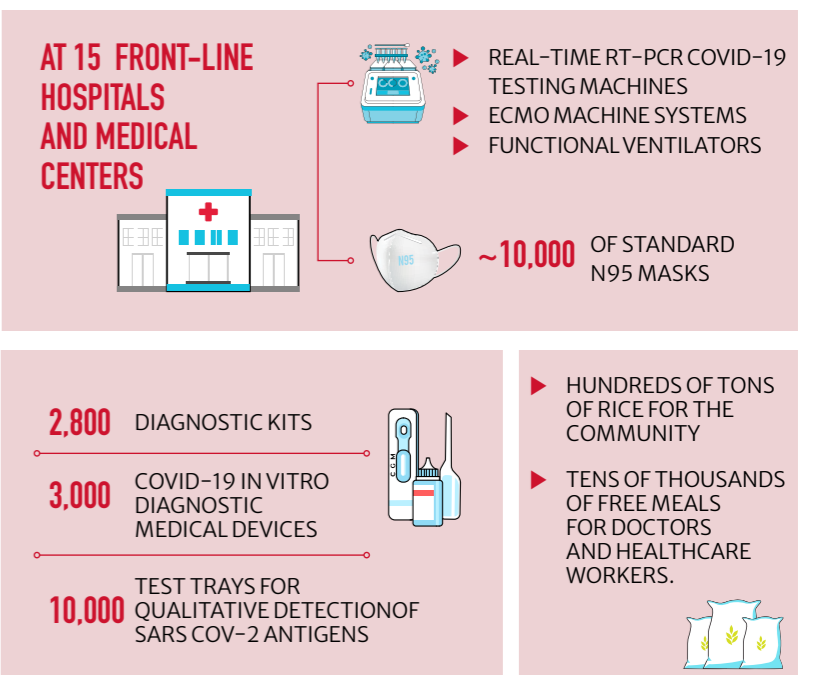 AT 15 FRONT-LINE
HOSPITALS
AND MEDICAL
CENTERS
▶ REAL-TIME RT-PCR COVID-19
TESTING MACHINES
▶ ECMO MACHINE SYSTEMS
▶ FUNCTIONAL VENTILATORS
N95
~10,000 OF STANDARD
N95 MASKS
2,800 DIAGNOSTIC KITS
3,000 COVID-19 IN VITRO
DIAGNOSTIC
MEDICAL DEVICES
C G M
10,000 TEST TRAYS FOR
QUALITATIVE DETECTIONOF
SARS COV-2 ANTIGENS
▶ HUNDREDS OF TONS
OF RICE FOR THE
COMMUNITY
▶ TENS OF THOUSANDS
OF FREE MEALS
FOR DOCTORS
AND HEALTHCARE
WORKERS.